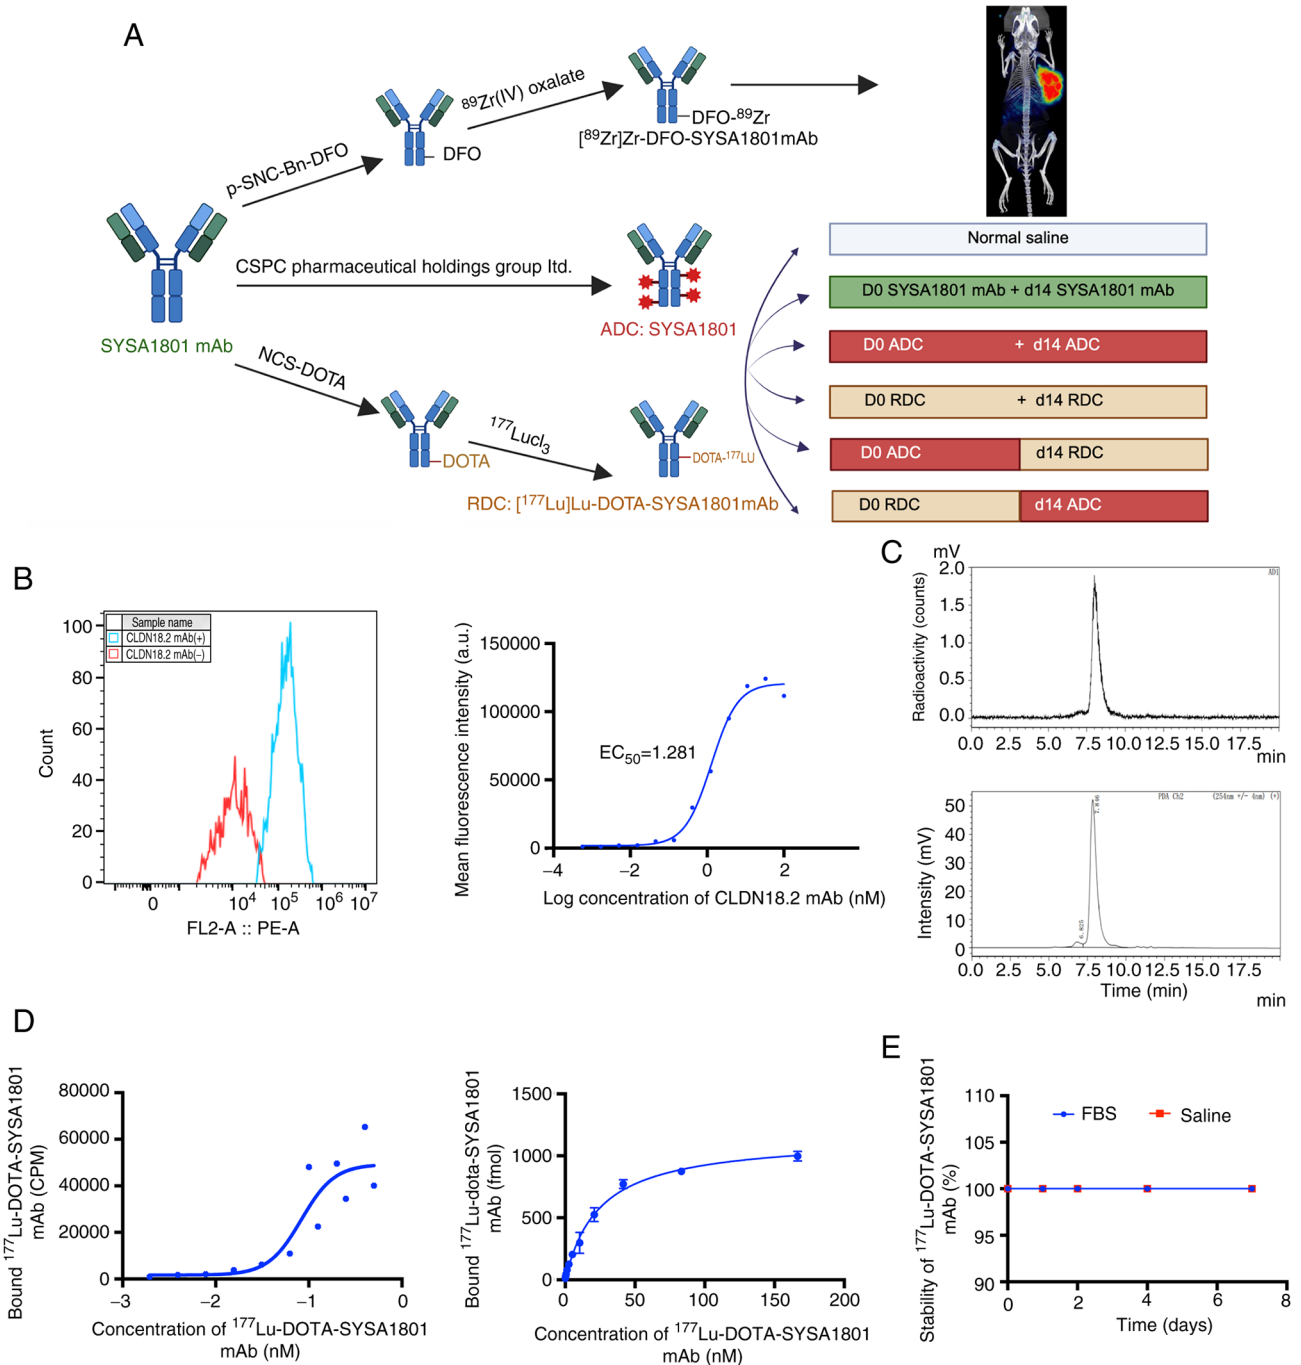 A
p-SNC-Bn-DFO
DFO
89Zr(IV) oxalate
DFO-89Zr
[89Zr]Zr-DFO-SYSA1801mAb
SYSA1801 mAb
CSPC pharmaceutical holdings group ltd.
ADC: SYSA1801
NCS-DOTA
DOTA
177Lucl3
DOTA-177LU
RDC: [177Lu]Lu-DOTA-SYSA1801mAb
Normal saline
D0 SYSA1801 mAb + d14 SYSA1801 mAb
D0 ADC + d14 ADC
D0 RDC + d14 RDC
D0 ADC d14 RDC
D0 RDC d14 ADC
B
Sample name
CLDN18.2 mAb(+)
CLDN18.2 mAb(−)
Count
100
80
60
40
20
0
0 10^4 10^5 10^6 10^7
FL2-A :: PE-A
Mean fluorescence intensity (a.u.)
150000
100000
50000
0
EC50=1.281
−4 −2 0 2 4
Log concentration of CLDN18.2 mAb (nM)
C
mV
Radioactivity (counts)
2.0
1.5
1.0
0.5
0.0
AD1
0.0 2.5 5.0 7.5 10.0 12.5 15.0 17.5
min
PDA Ch2 (254nm +/- 4nm) (+)
Intensity (mV)
50
40
30
20
10
0
6.825
7.846
0.0 2.5 5.0 7.5 10.0 12.5 15.0 17.5
Time (min)
min
D
Bound 177Lu-DOTA-SYSA1801
mAb (CPM)
80000
60000
40000
20000
0
−3 −2 −1 0
Concentration of 177Lu-DOTA-SYSA1801
mAb (nM)
Bound 177Lu-dota-SYSA1801
mAb (fmol)
1500
1000
500
0
0 50 100 150 200
Concentration of 177Lu-DOTA-SYSA1801
mAb (nM)
E
Stability of 177Lu-DOTA-SYSA1801
mAb (%)
110
105
100
95
90
FBS
Saline
0 2 4 6 8
Time (days)